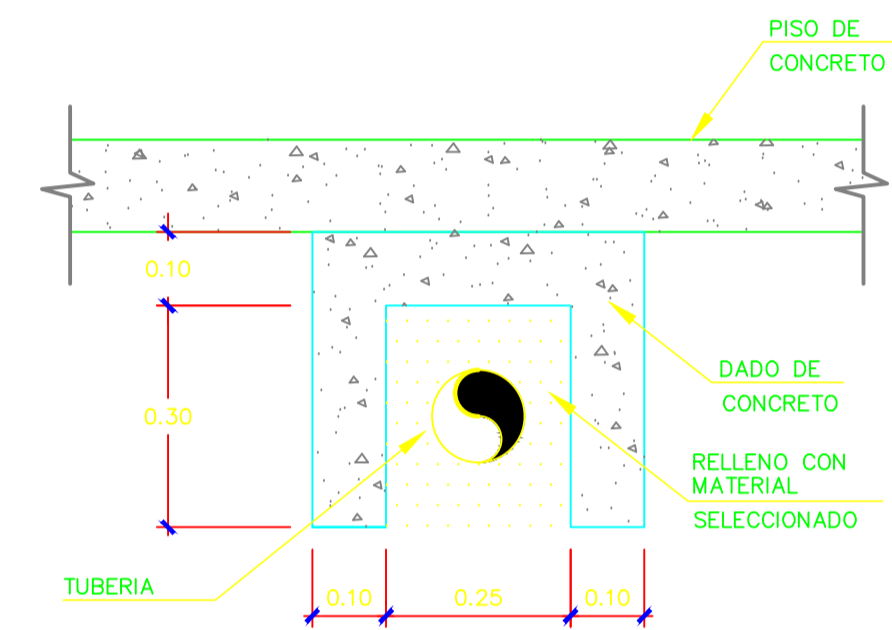 PISO DE
CONCRETO
0.10
0.30
DADO DE
CONCRETO
RELLENO CON
MATERIAL
SELECCIONADO
TUBERIA
0.10
0.25
0.10